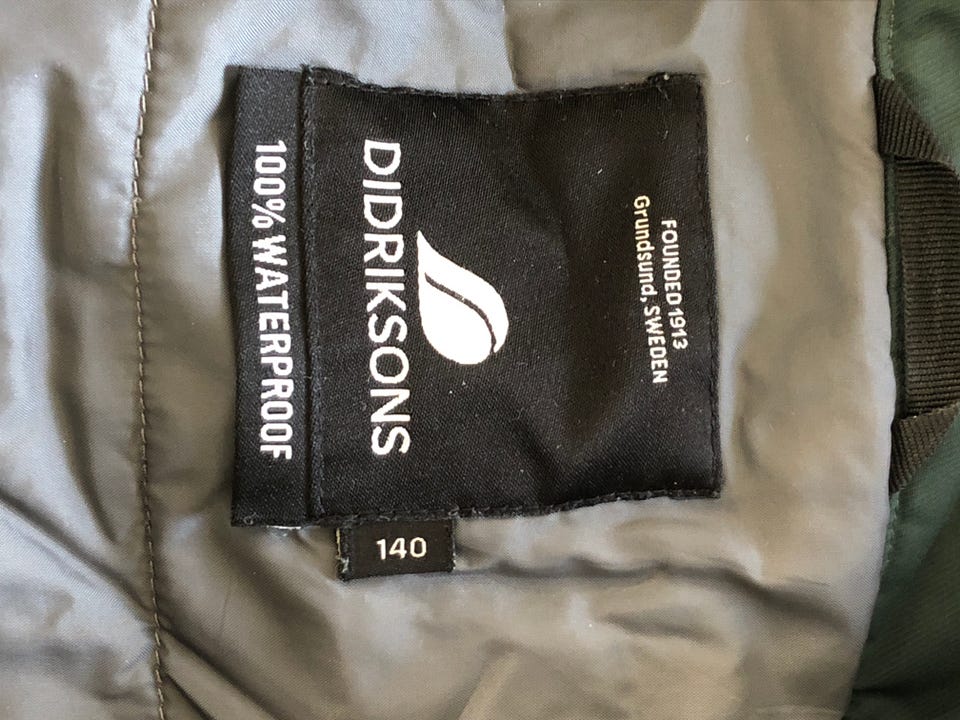 FOUNDED 1913
Grundsund, SWEDEN
DIDRIKSONS
100% WATERPROOF
140